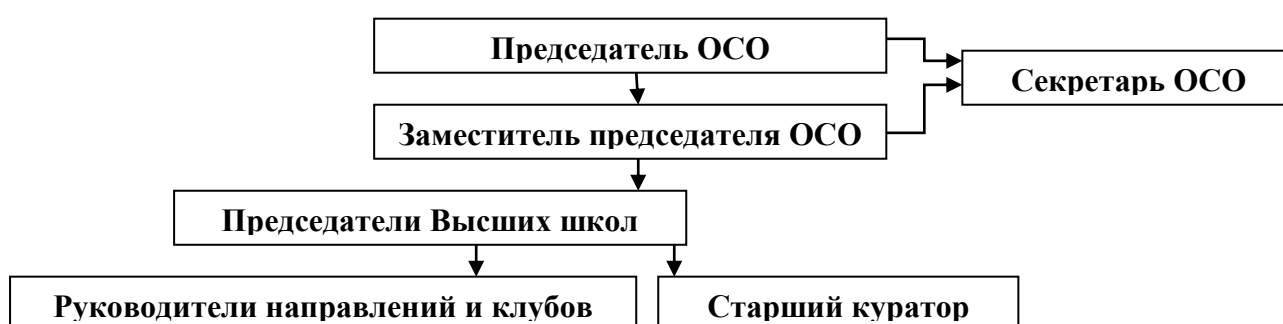 Председатель ОСО
Секретарь ОСО
Заместитель председателя ОСО
Председатели Высших школ
Руководители направлений и клубов
Старший куратор